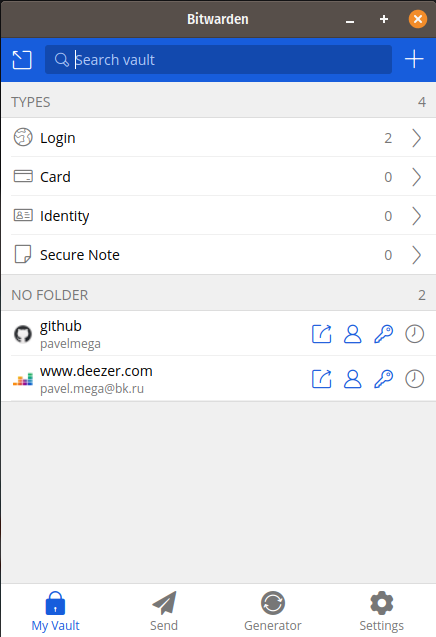 Bitwarden
Search vault
TYPES 4
Login 2
Card 0
Identity 0
Secure Note 0
NO FOLDER 2
github
pavelmega
www.deezer.com
pavel.mega@bk.ru
My Vault Send Generator Settings